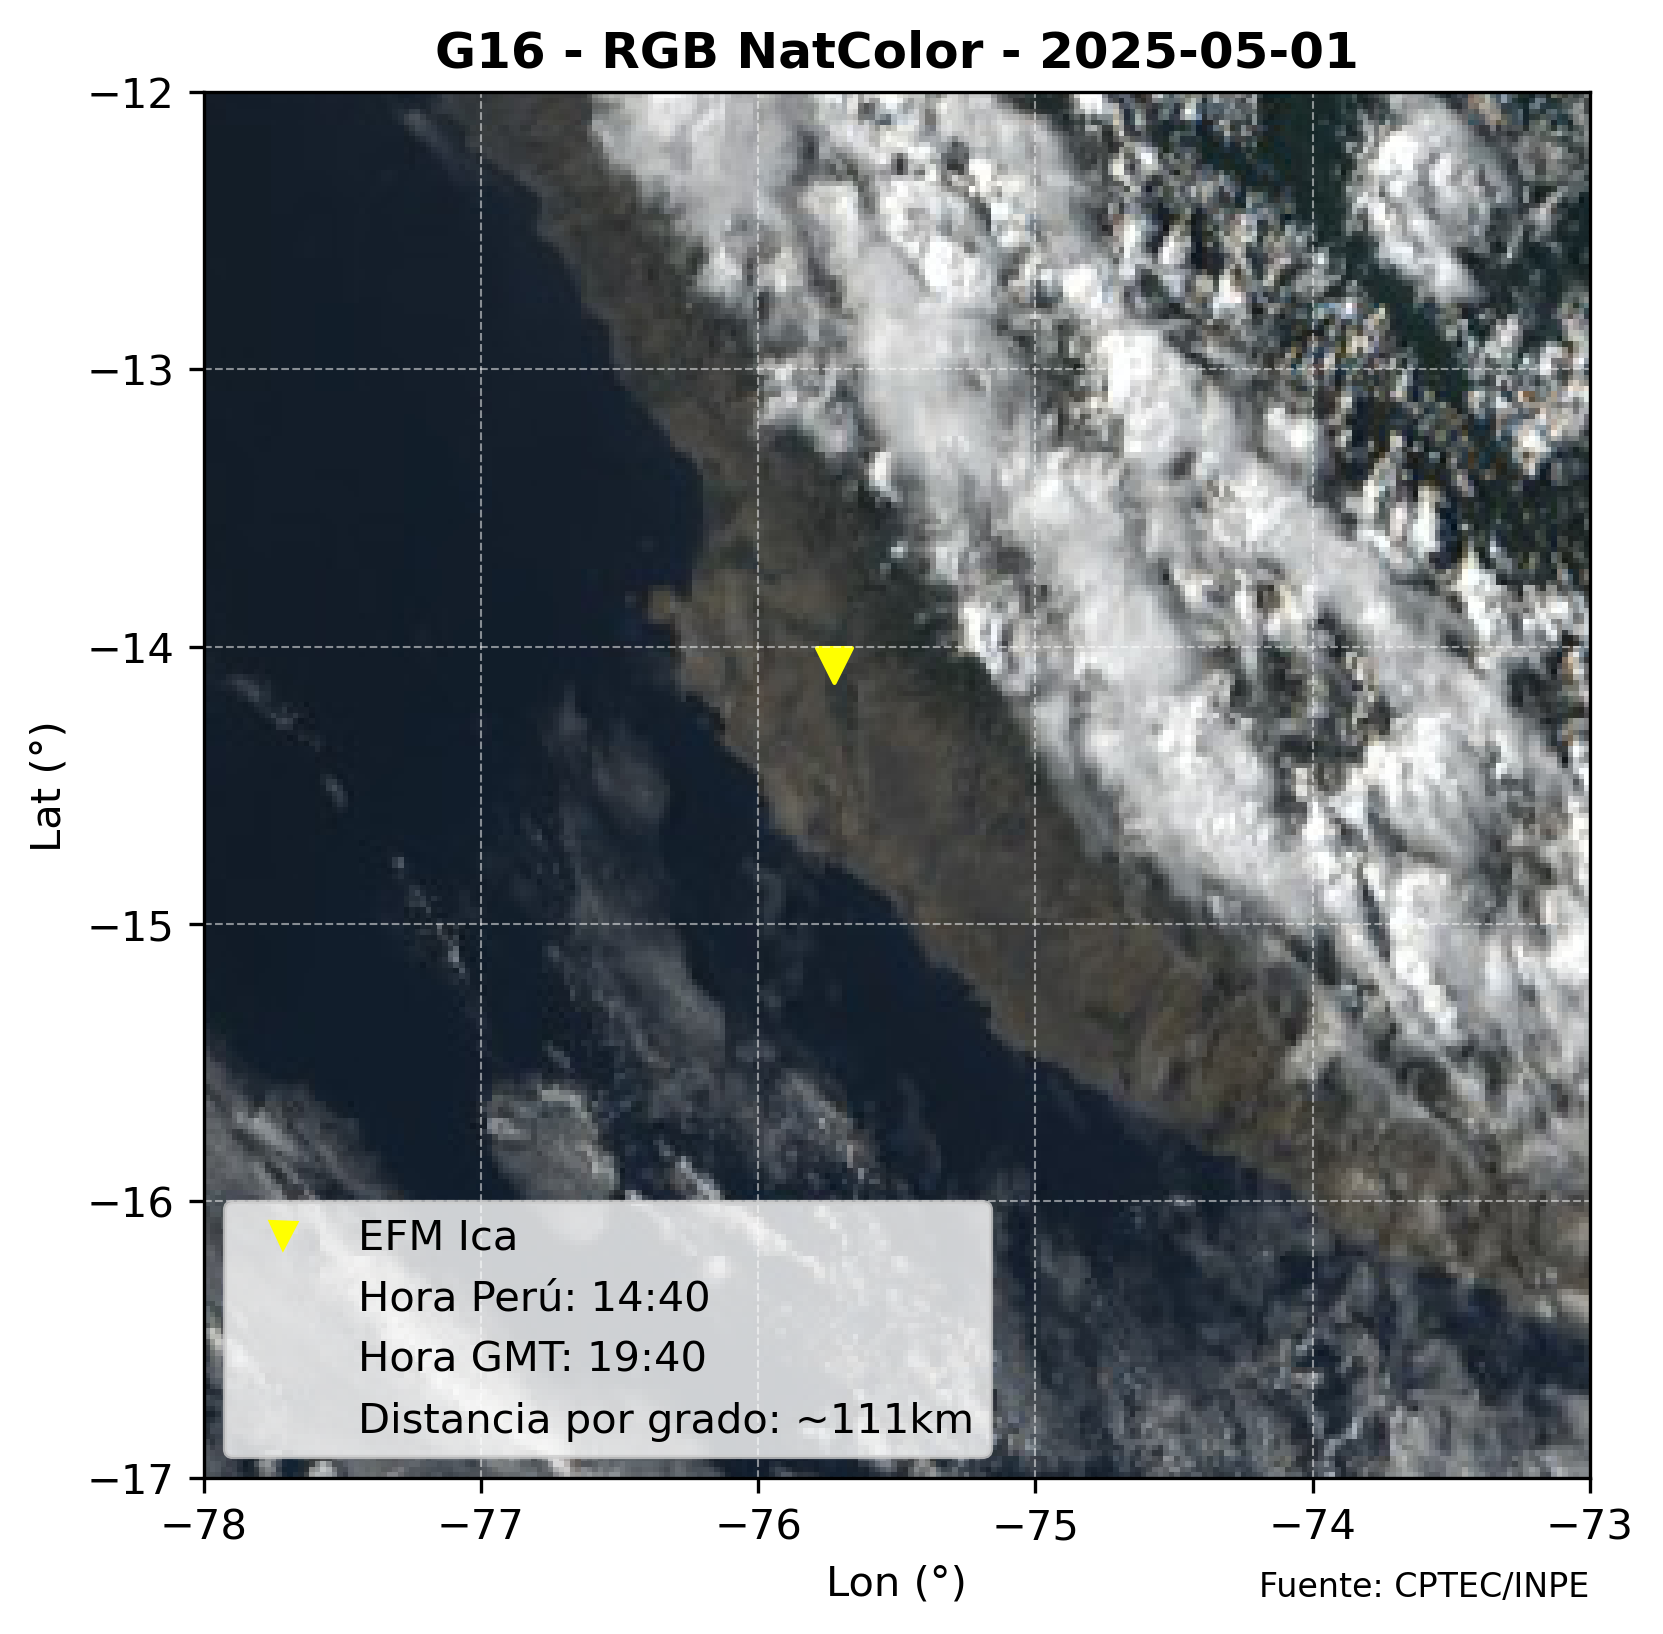 G16 - RGB NatColor - 2025-05-01
−12
−13
−14
−15
−16
−17
Lat (°)
EFM Ica
Hora Perú: 14:40
Hora GMT: 19:40
Distancia por grado: ~111km
−78 −77 −76 −75 −74 −73
Lon (°)
Fuente: CPTEC/INPE